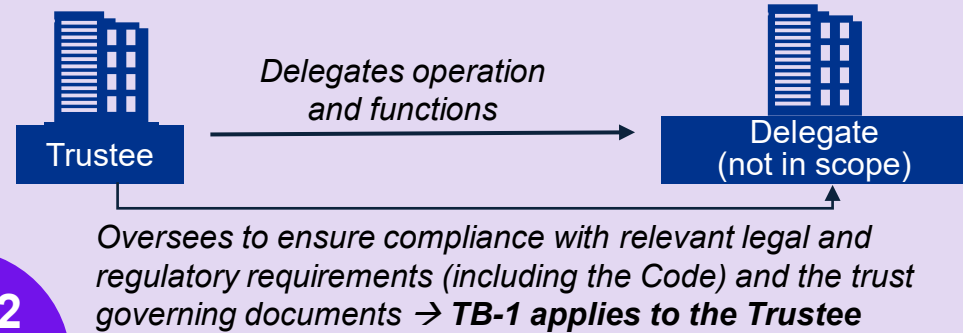 Delegates operation
and functions
Trustee
Delegate
(not in scope)
Oversees to ensure compliance with relevant legal and
regulatory requirements (including the Code) and the trust
governing documents → TB-1 applies to the Trustee
2